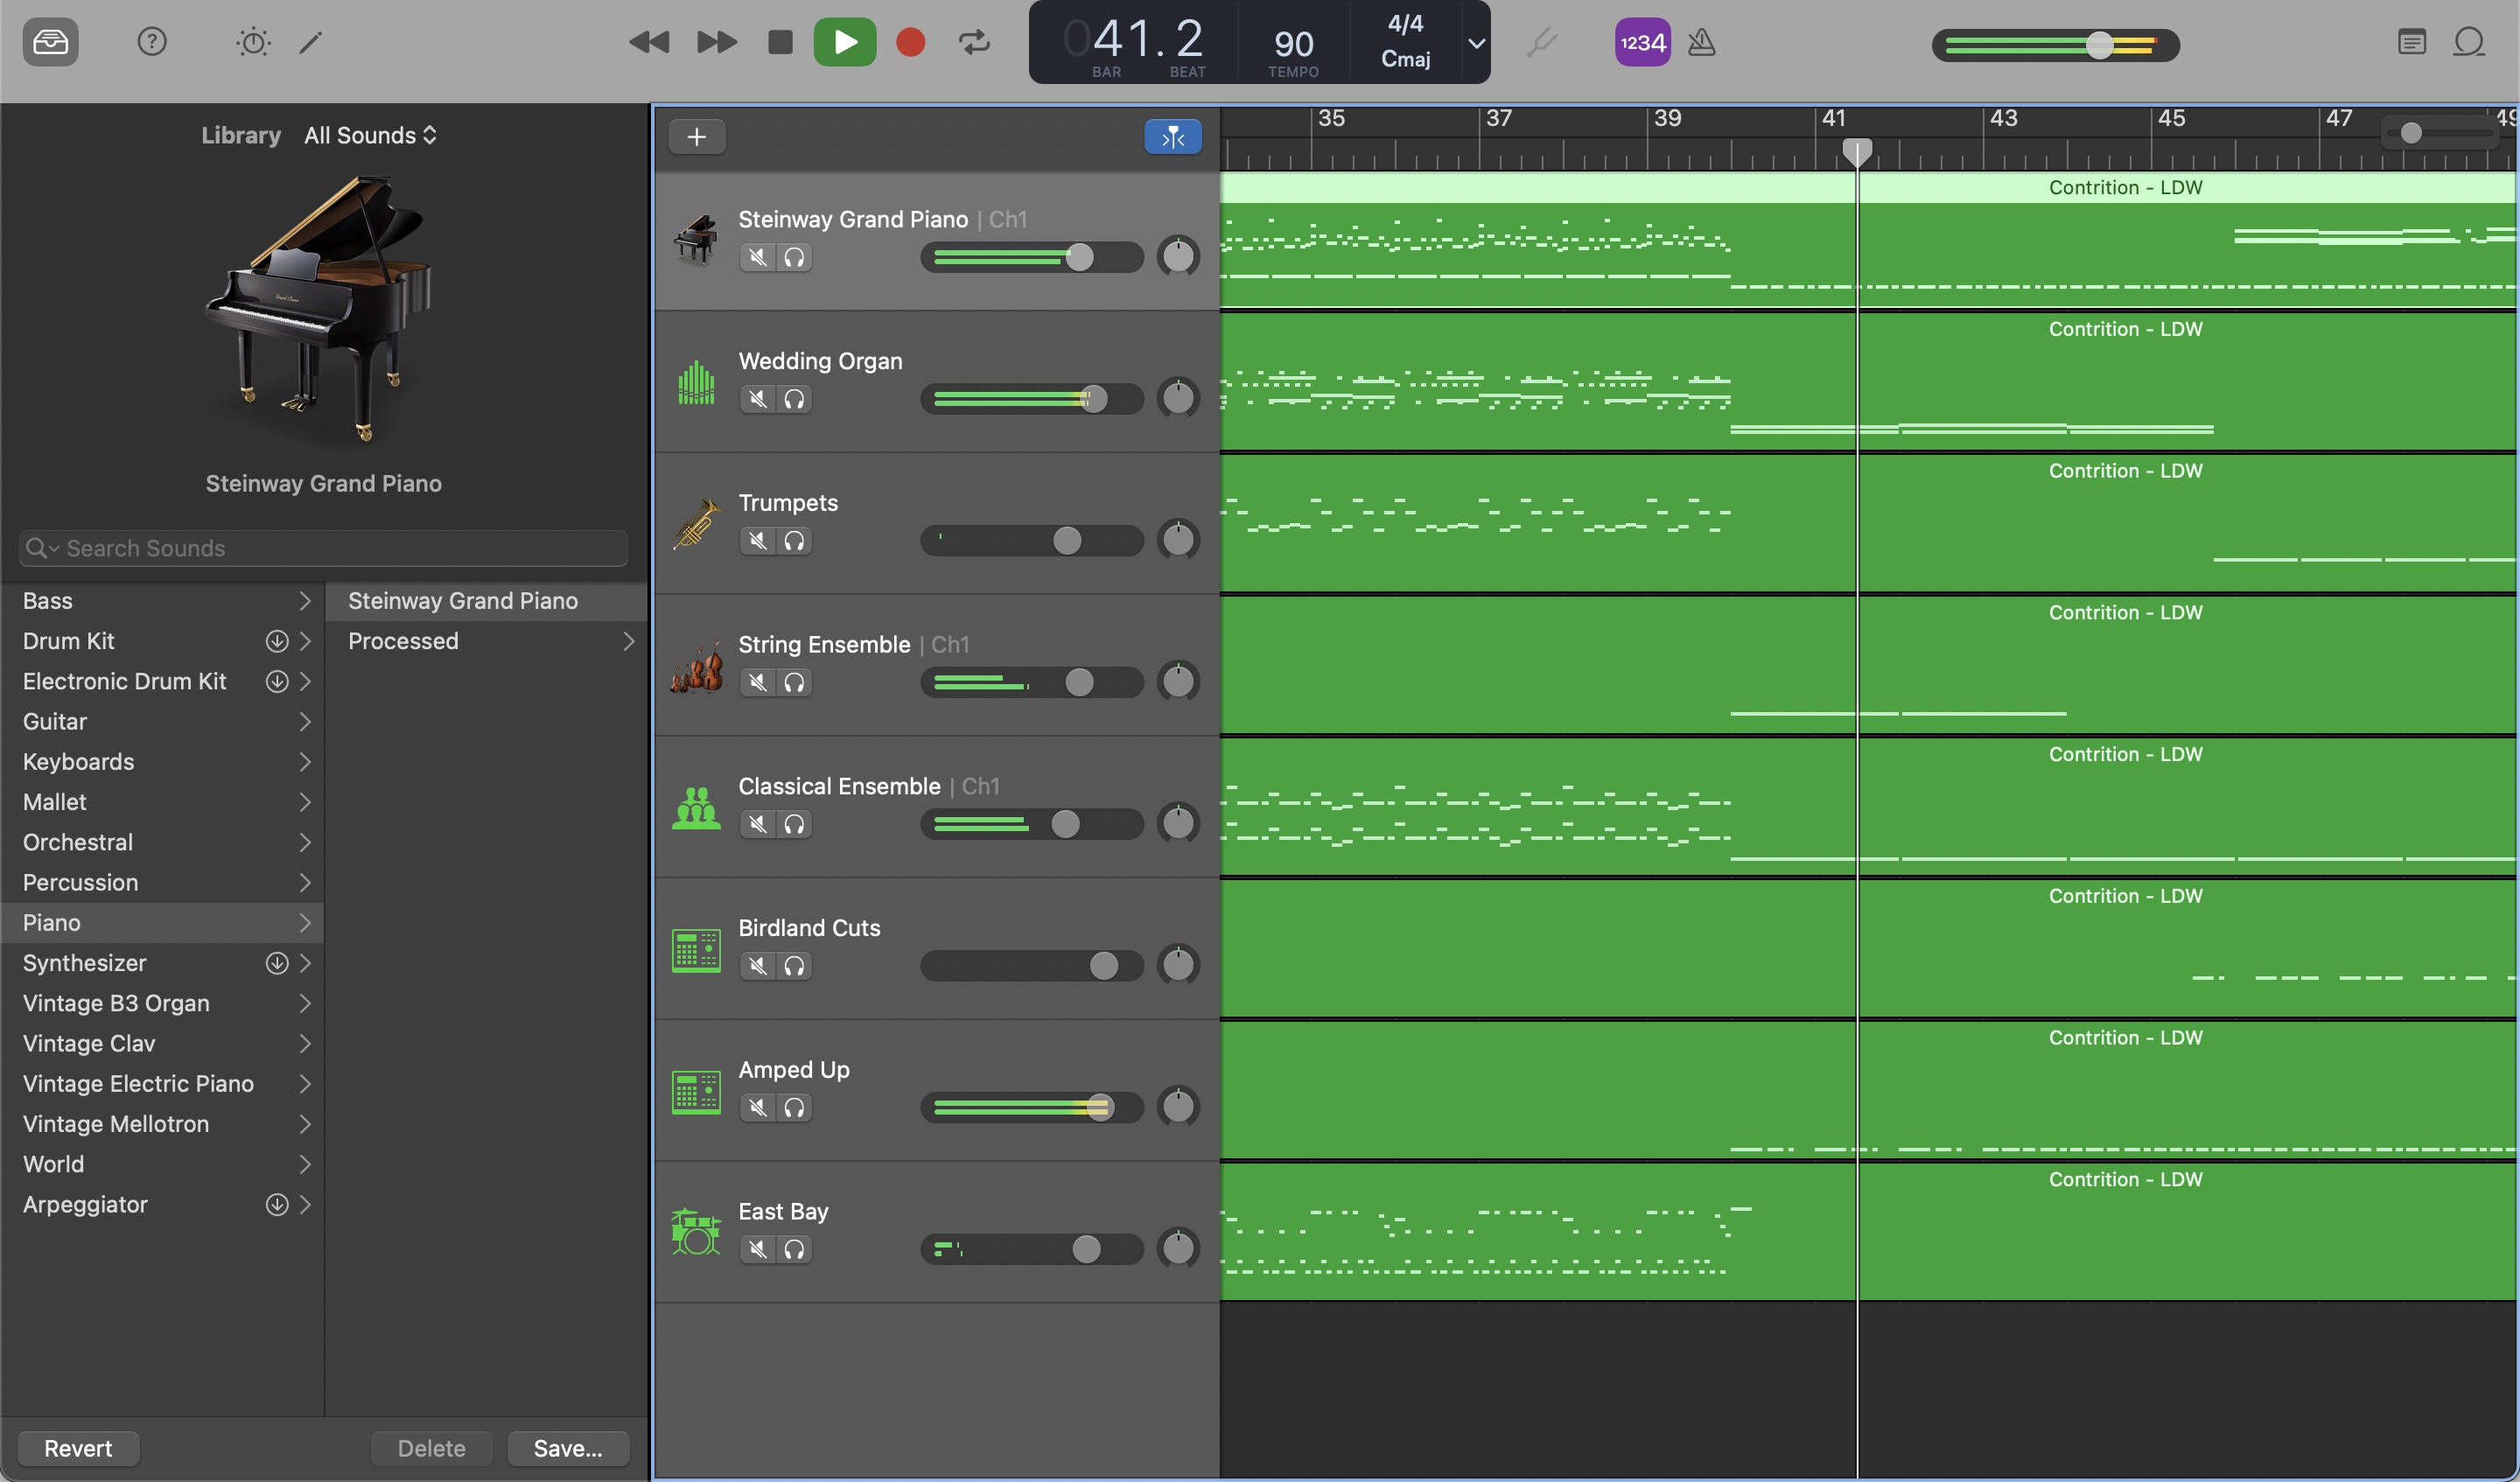 1234
041.2
90
4/4
Cmaj
BAR
BEAT
TEMPO
Library All Sounds
Steinway Grand Piano
Search Sounds
Bass
Drum Kit
Electronic Drum Kit
Guitar
Keyboards
Mallet
Orchestral
Percussion
Piano
Synthesizer
Vintage B3 Organ
Vintage Clav
Vintage Electric Piano
Vintage Mellotron
World
Arpeggiator
Steinway Grand Piano
Processed
Revert
Delete
Save...
35 37 39 41 43 45 47 49
Steinway Grand Piano | Ch1
Contrition - LDW
Wedding Organ
Contrition - LDW
Trumpets
Contrition - LDW
String Ensemble | Ch1
Contrition - LDW
Classical Ensemble | Ch1
Contrition - LDW
Birdland Cuts
Contrition - LDW
Amped Up
Contrition - LDW
East Bay
Contrition - LDW